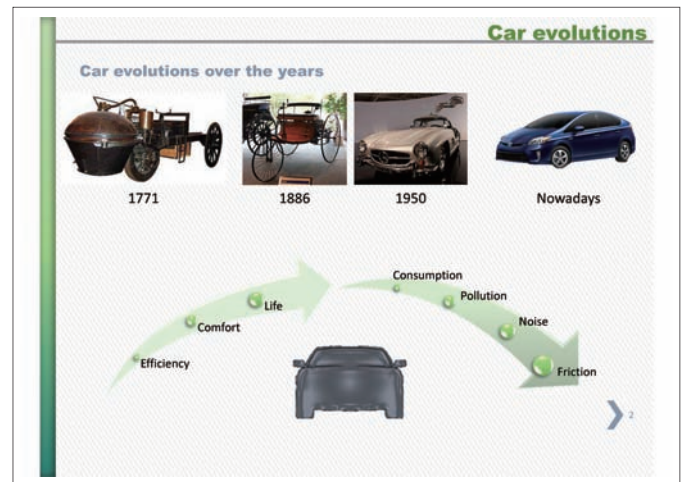 Car evolutions
Car evolutions over the years
1771
1886
1950
Nowadays
Efficiency
Comfort
Life
Consumption
Pollution
Noise
Friction
2